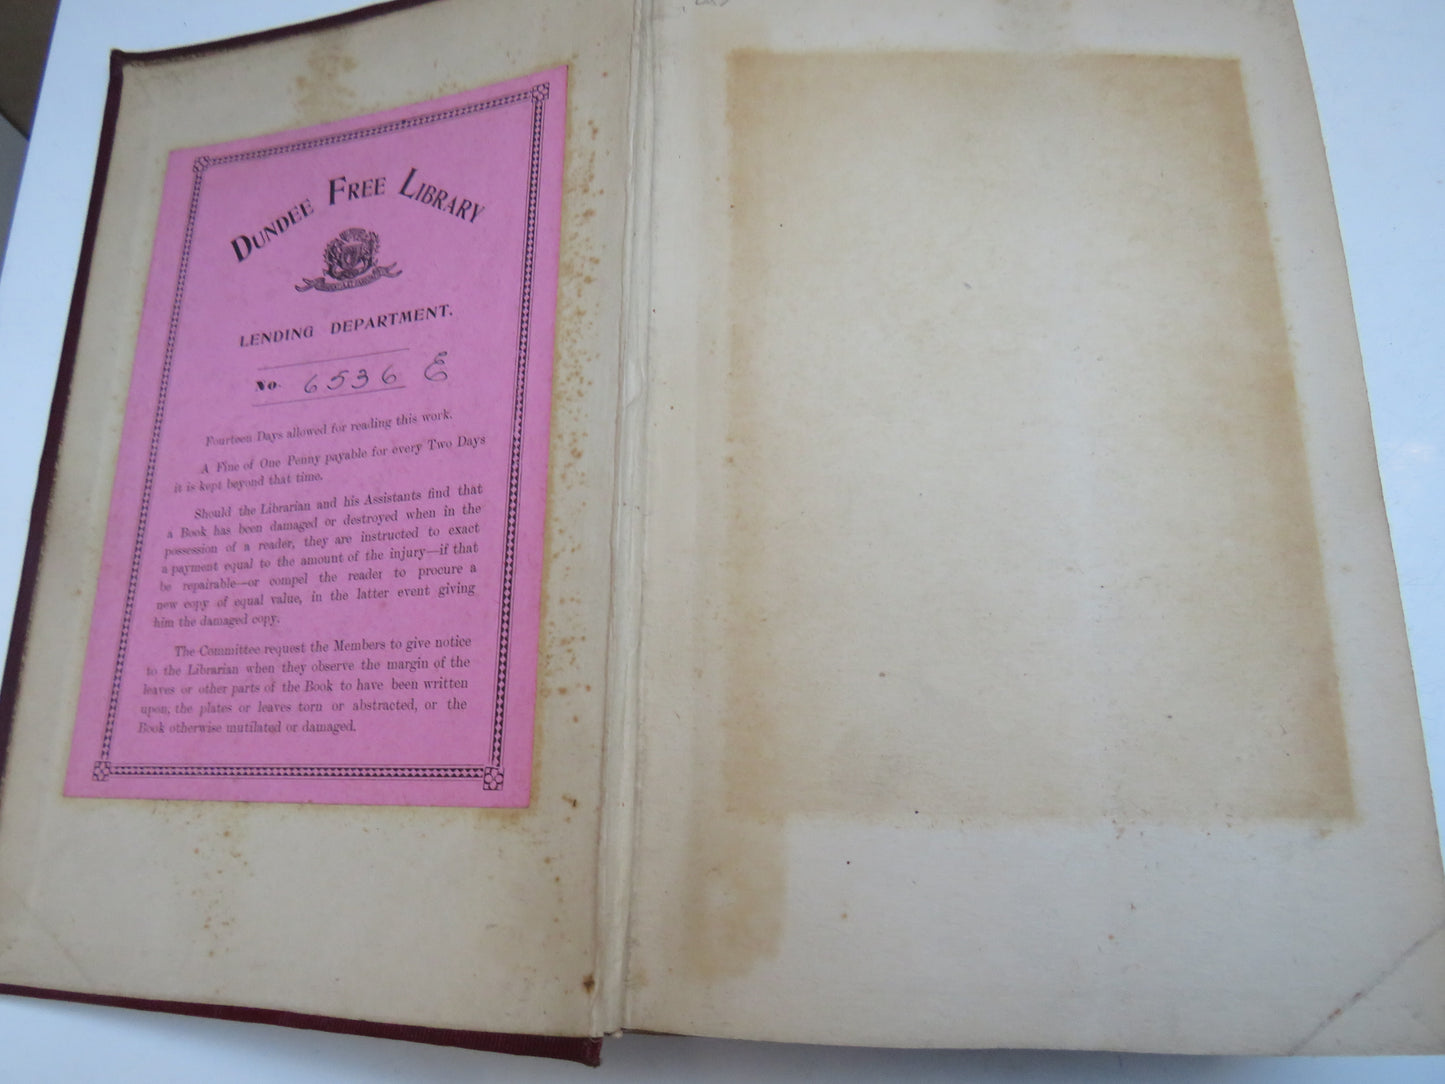 DUNDEE FREE LIBRARY
LENDING DEPARTMENT.
No. 6536 E
Fourteen Days allowed for reading this work.
A Fine of One Penny payable for every Two Days
it is kept beyond that time.
Should the Librarian and his Assistants find that
a Book has been damaged or destroyed when in the
possession of a reader, they are instructed to exact
a payment equal to the amount of the injury—if that
be repairable—or compel the reader to procure a
new copy of equal value, in the latter event giving
him the damaged copy.
The Committee request the Members to give notice
to the Librarian when they observe the margin of the
leaves or other parts of the Book to have been written
upon, the plates or leaves torn or abstracted, or the
Book otherwise mutilated or damaged.